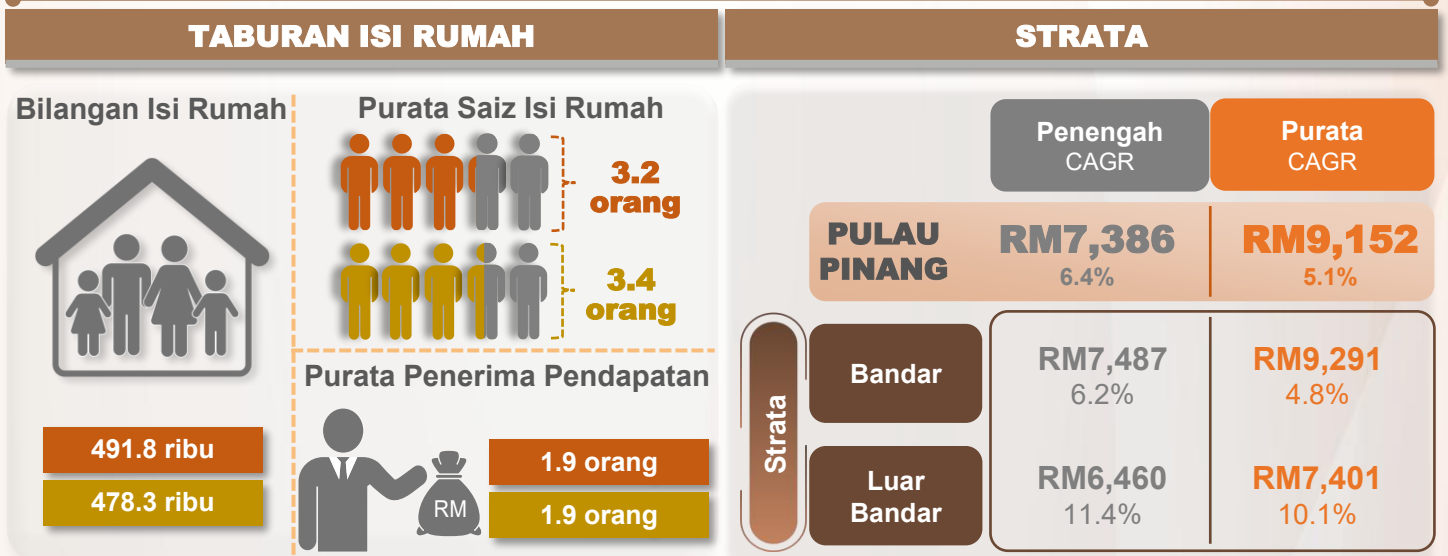 TABURAN ISI RUMAH
Bilangan Isi Rumah
491.8 ribu
478.3 ribu
Purata Saiz Isi Rumah
3.2
orang
3.4
orang
Purata Penerima Pendapatan
RM
1.9 orang
1.9 orang
STRATA
Penengah
CAGR
Purata
CAGR
PULAU
PINANG
RM7,386
6.4%
RM9,152
5.1%
Strata
Bandar
RM7,487
6.2%
RM9,291
4.8%
Luar
Bandar
RM6,460
11.4%
RM7,401
10.1%